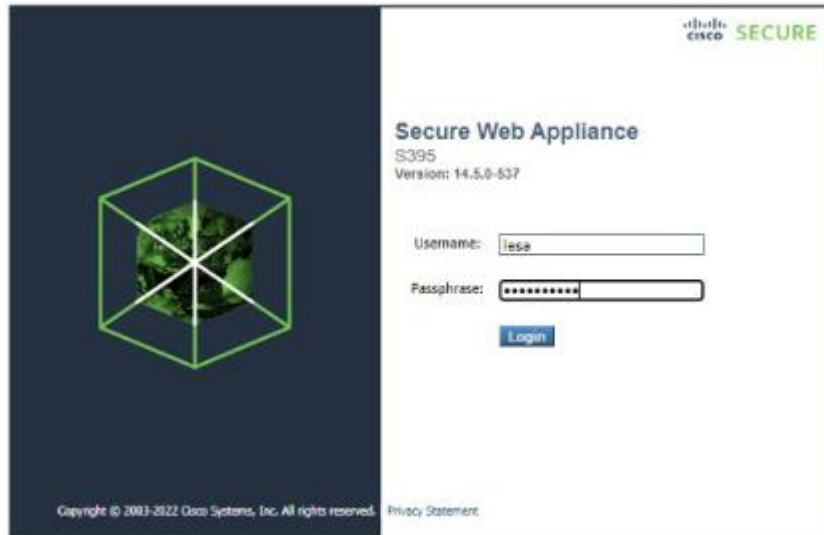 cisco SECURE
Secure Web Appliance
S395
Version: 14.5.0-537
Username: lesa
Passphrase: ••••••••••
Login
Copyright © 2003-2022 Cisco Systems, Inc. All rights reserved. Privacy Statement